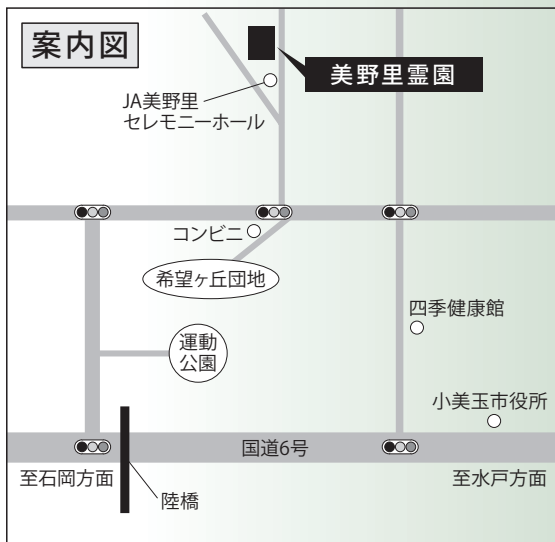 案内図
美野里霊園
JA美野里
セレモニーホール
コンビニ
希望ヶ丘団地
四季健康館
運動
公園
小美玉市役所
国道6号
至石岡方面
至水戸方面
陸橋